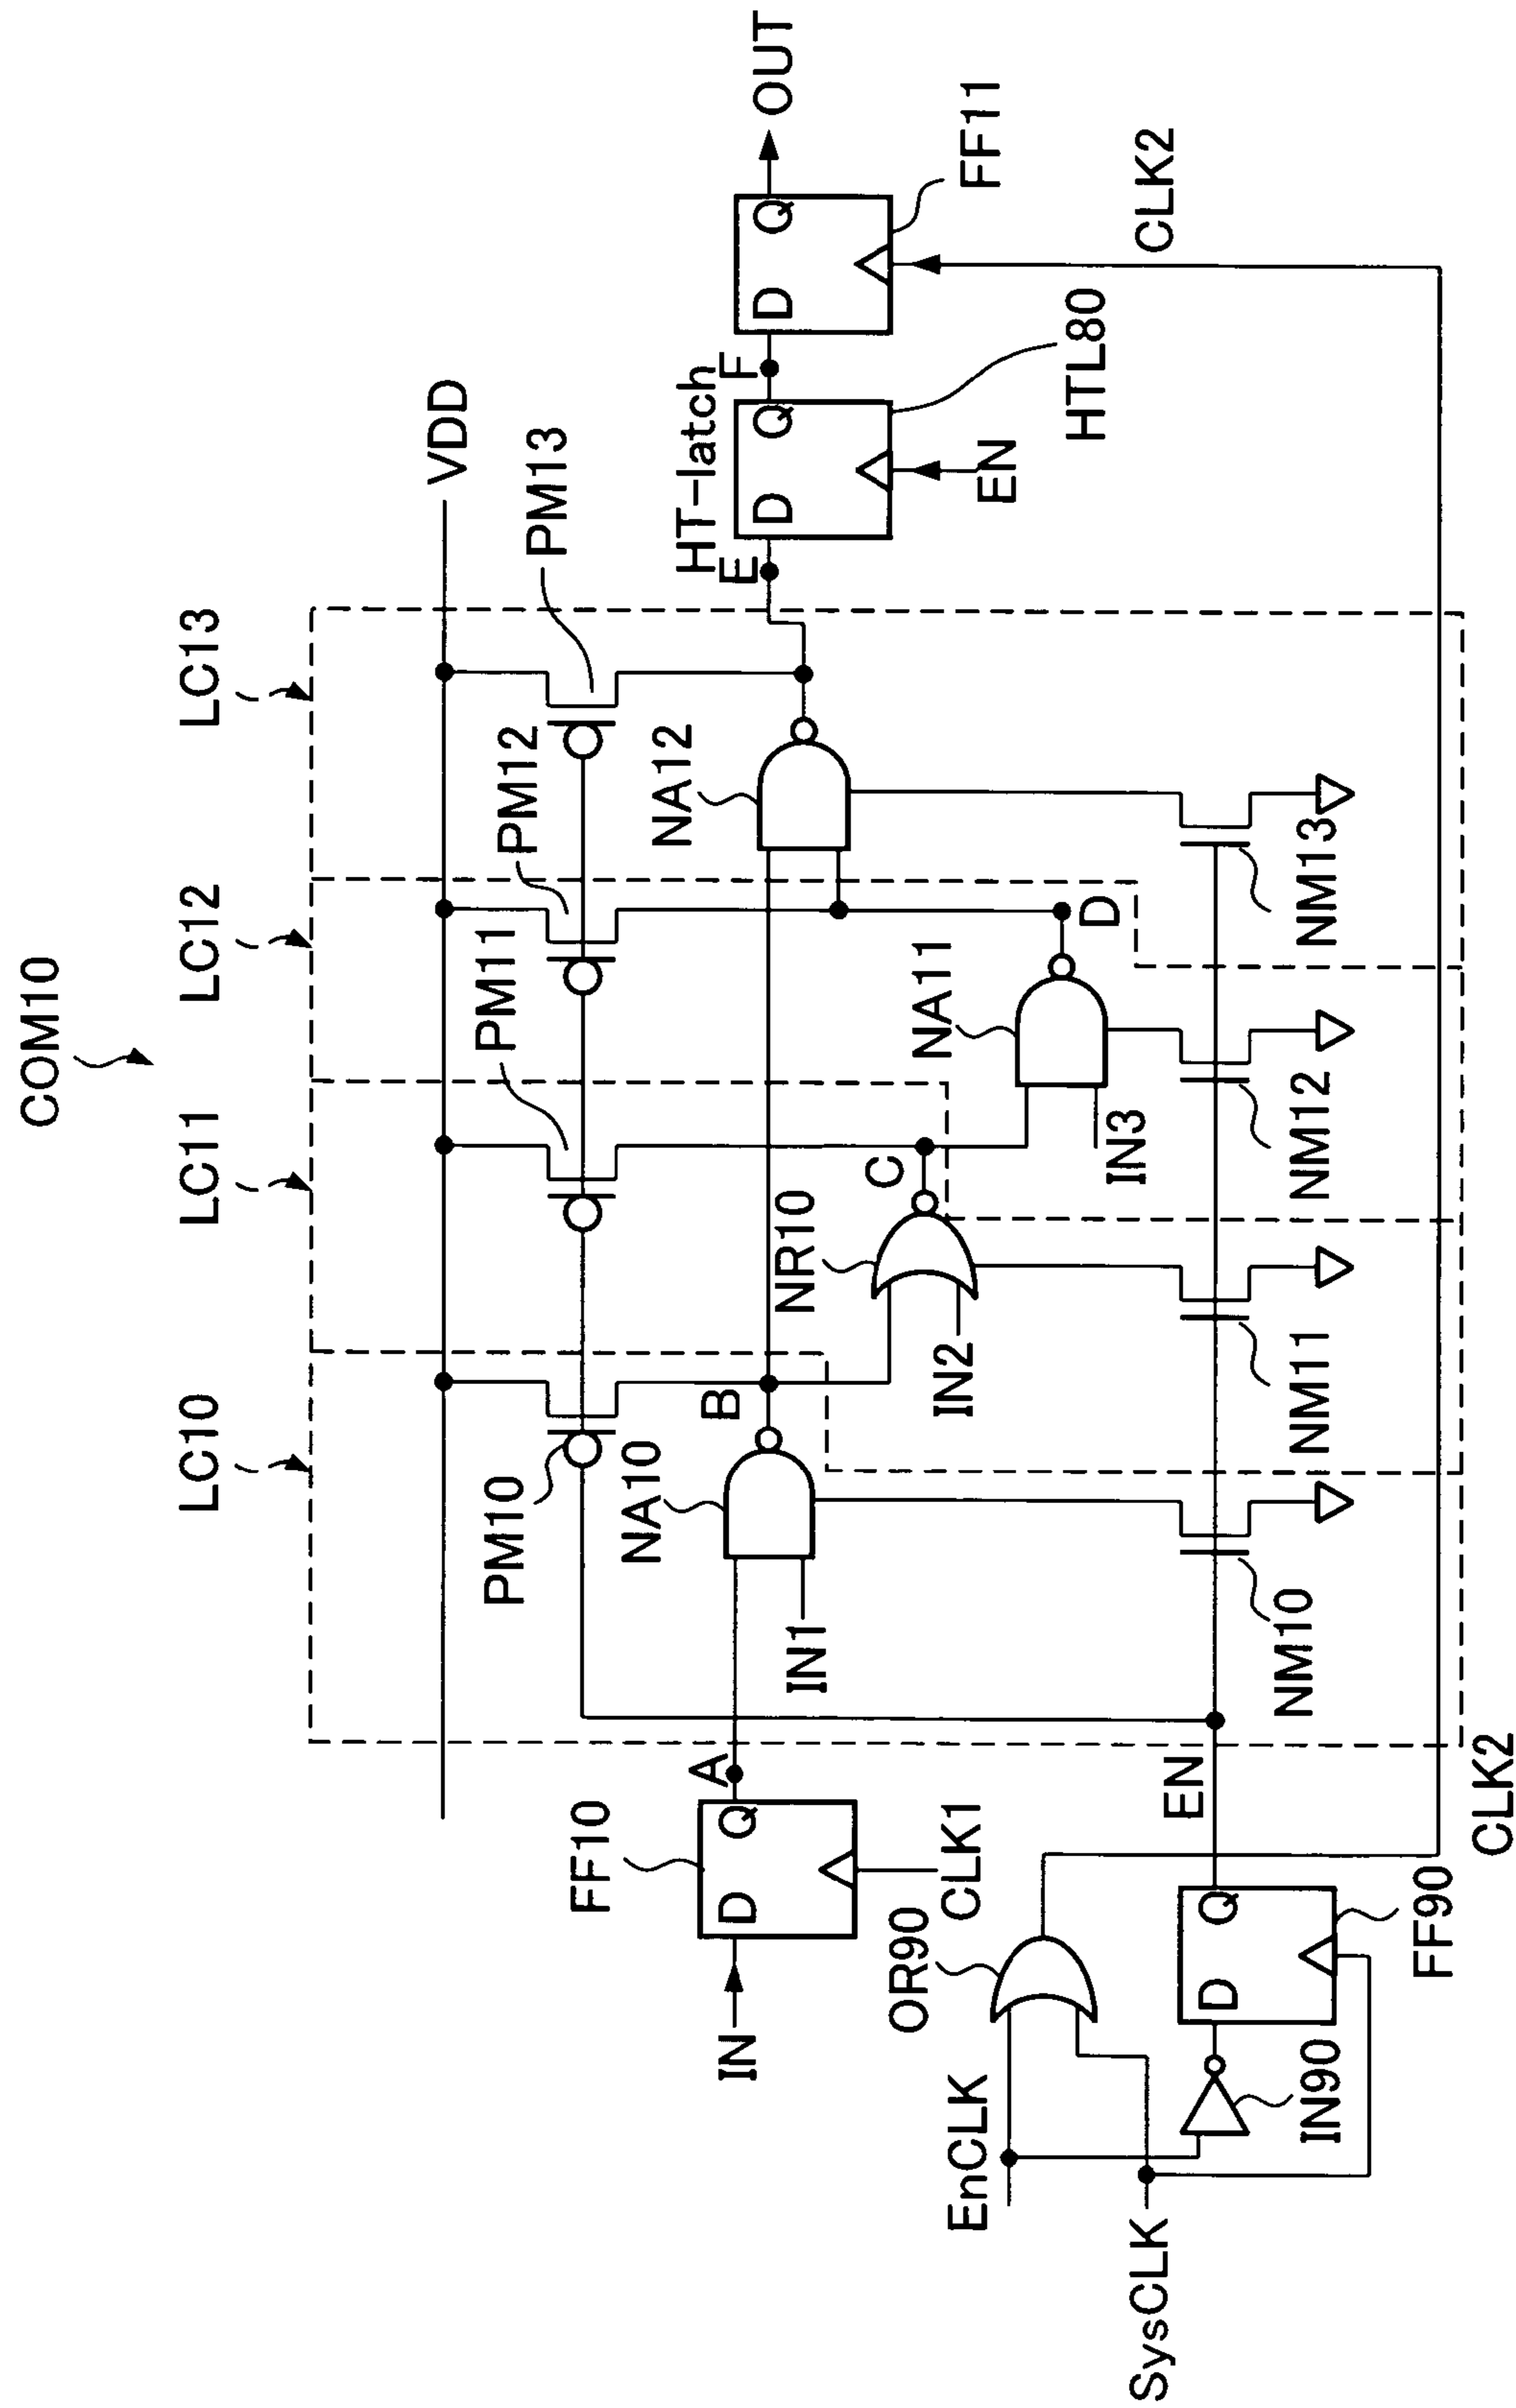 COM10
LC10
LC11
LC12
LC13
VDD
PM10
PM11
PM12
PM13
NA10
NR10
NA11
NA12
HT-latch
IN
FF10
D
Q
CLK1
A
IN1
B
IN2
C
IN3
D
E
D
Q
EN
HTL80
F
D
Q
FF11
OUT
CLK2
NM10
NM11
NM12
NM13
EnCLK
SysCLK
OR90
IN90
D
Q
FF90
EN
CLK2